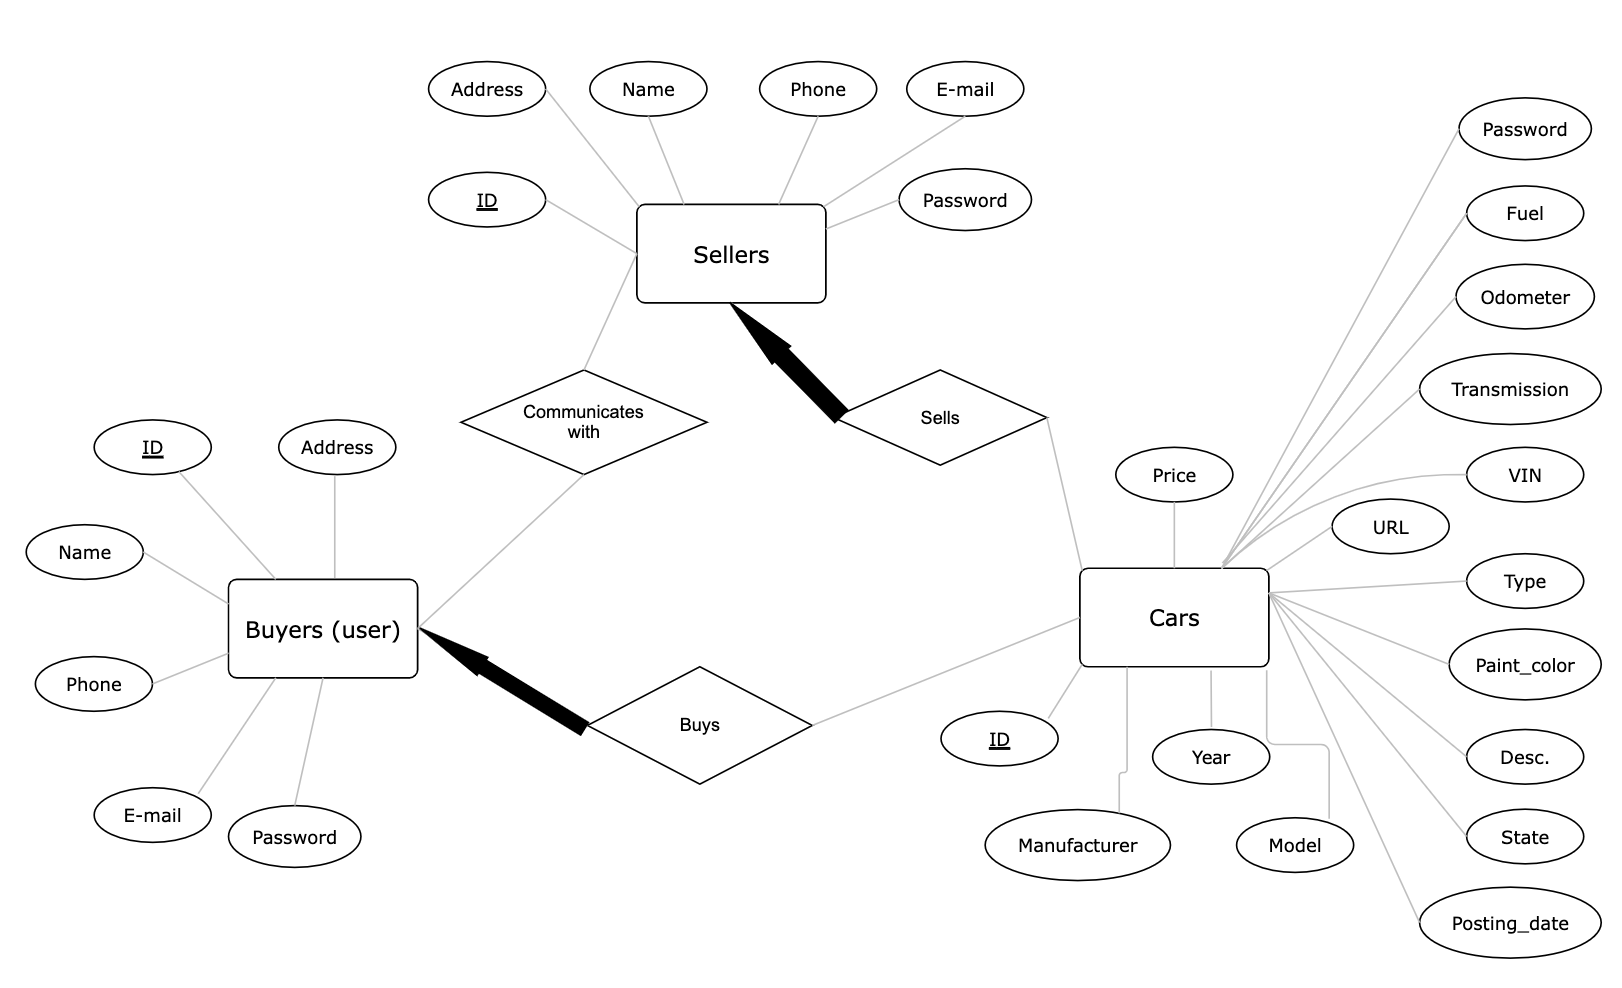 Address
Name
Phone
E-mail
Password
Password
ID
Fuel
Sellers
Odometer
Transmission
Communicates
with
Sells
ID
Address
Price
VIN
URL
Name
Type
Buyers (user)
Cars
Paint_color
Phone
Buys
ID
Year
Desc.
E-mail
Password
Manufacturer
Model
State
Posting_date